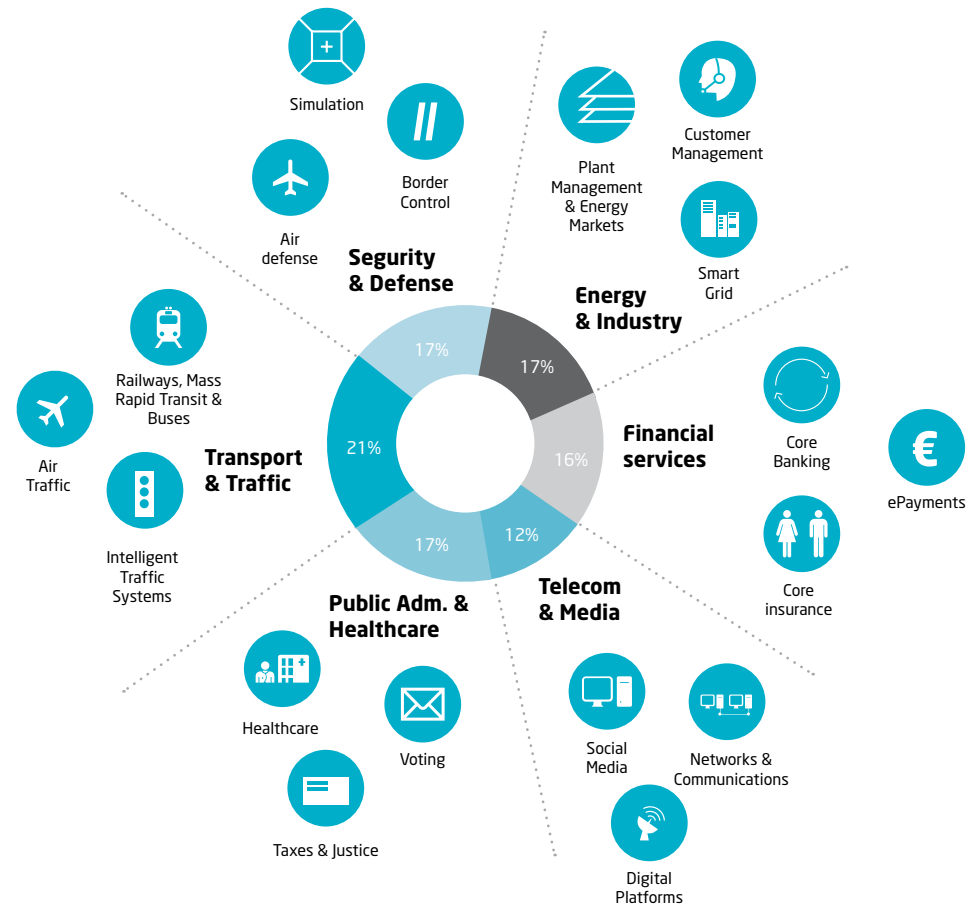 Simulation
Border
Control
Air
defense
Segurity
& Defense
17%
Plant
Management
& Energy
Markets
Customer
Management
Smart
Grid
Energy
& Industry
17%
Financial
services
16%
Core
Banking
€
ePayments
Core
insurance
Telecom
& Media
12%
Social
Media
Networks &
Communications
Digital
Platforms
Public Adm. &
Healthcare
17%
Healthcare
Voting
Taxes & Justice
Transport
& Traffic
21%
Railways, Mass
Rapid Transit &
Buses
Air
Traffic
Intelligent
Traffic
Systems